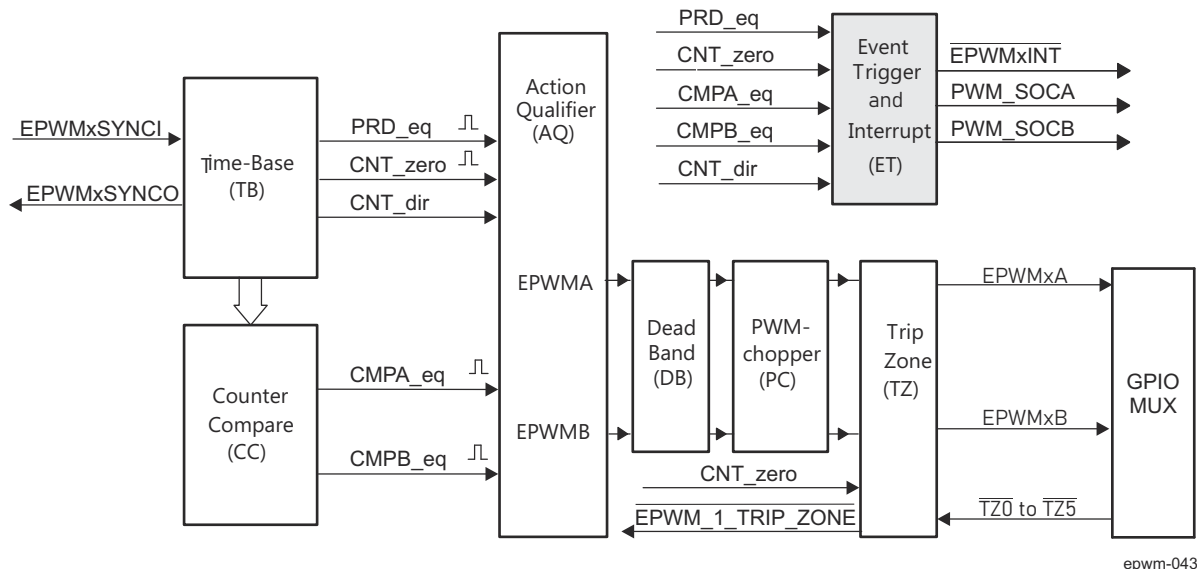 EPWMxSYNCI
EPWMxSYNCO
Time-Base
(TB)
PRD_eq
CNT_zero
CNT_dir
Counter
Compare
(CC)
CMPA_eq
CMPB_eq
Action
Qualifier
(AQ)
EPWMA
EPWMB
PRD_eq
CNT_zero
CMPA_eq
CMPB_eq
CNT_dir
Event
Trigger
and
Interrupt
(ET)
EPWMxINT
PWM_SOCA
PWM_SOCB
Dead
Band
(DB)
PWM-
chopper
(PC)
Trip
Zone
(TZ)
CNT_zero
EPWM_1_TRIP_ZONE
EPWMxA
EPWMxB
TZ0 to TZ5
GPIO
MUX
epwm-043